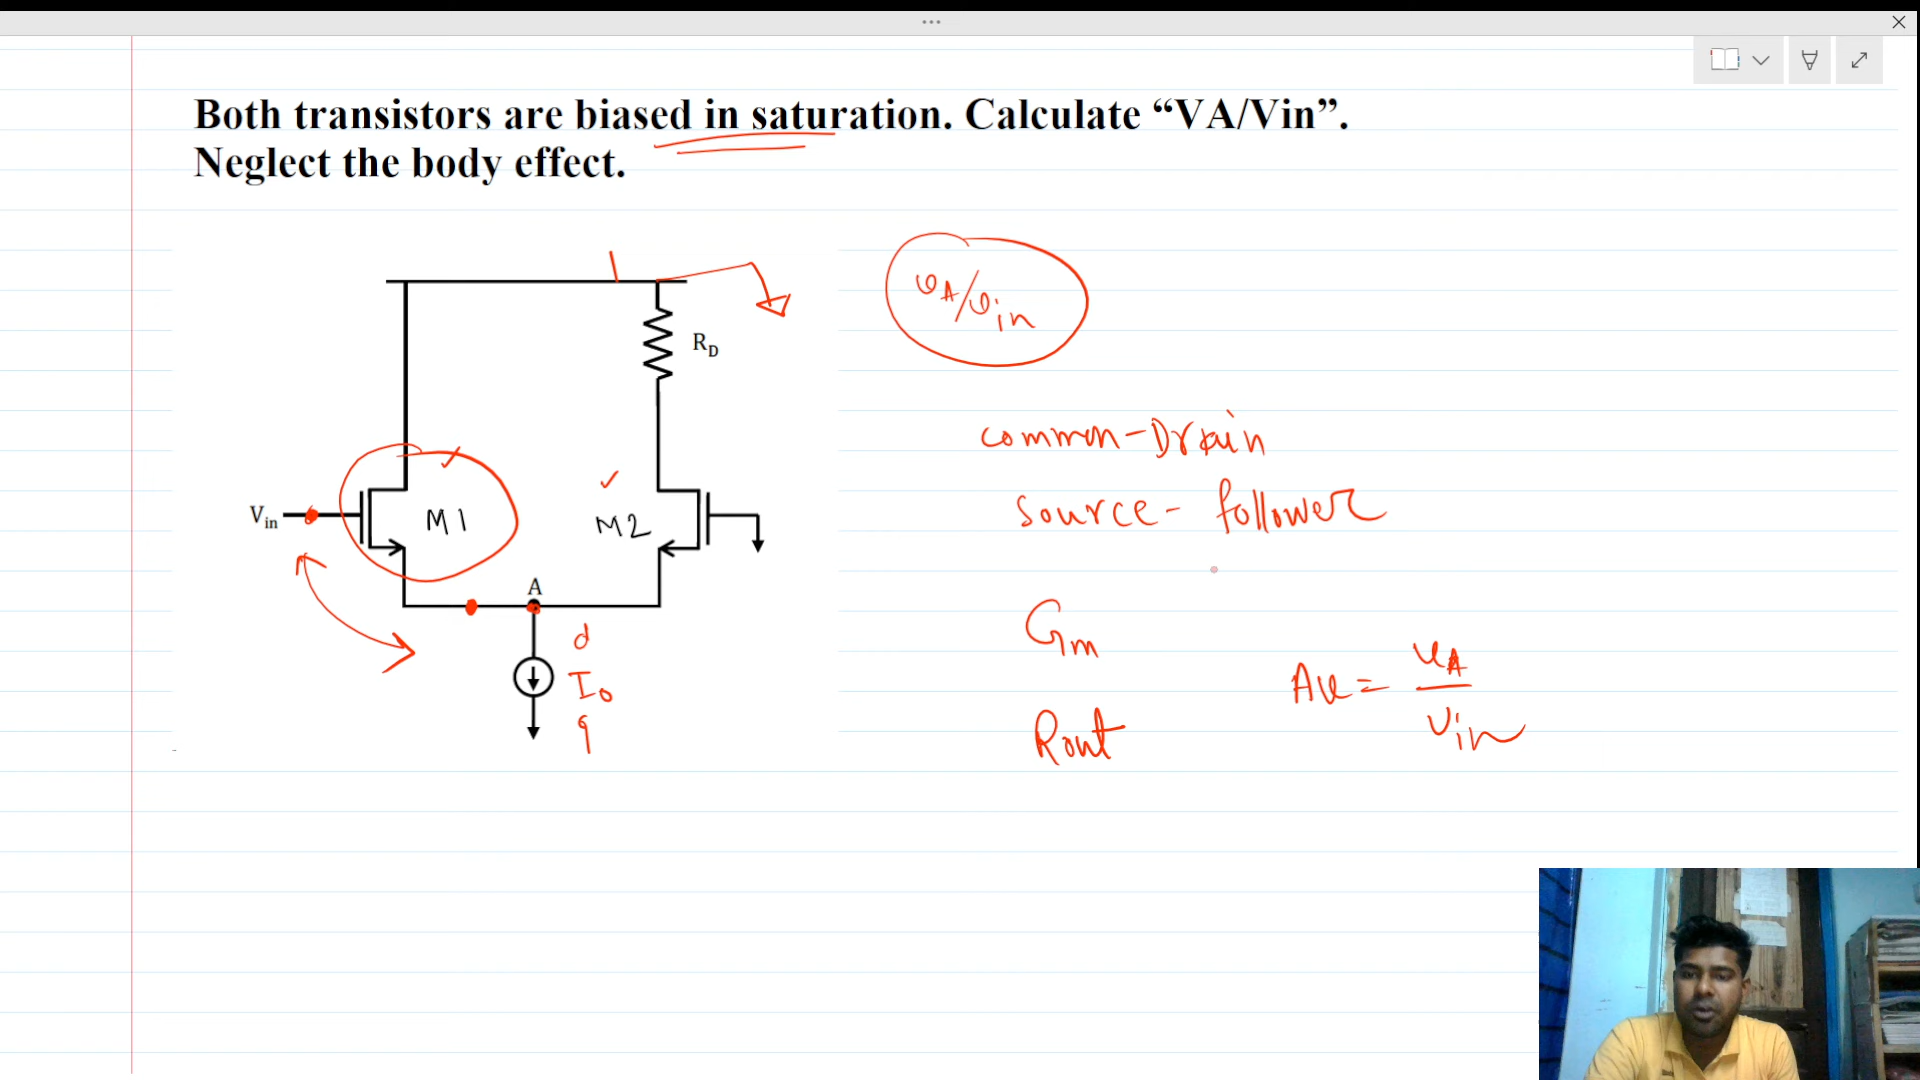 Both transistors are biased in saturation. Calculate “VA/Vin”.
Neglect the body effect.
RD
Vin
M1
M2
A
I0
vA/vin
common-Drain
source- follower
Gm
Rout
Av = vA/vin